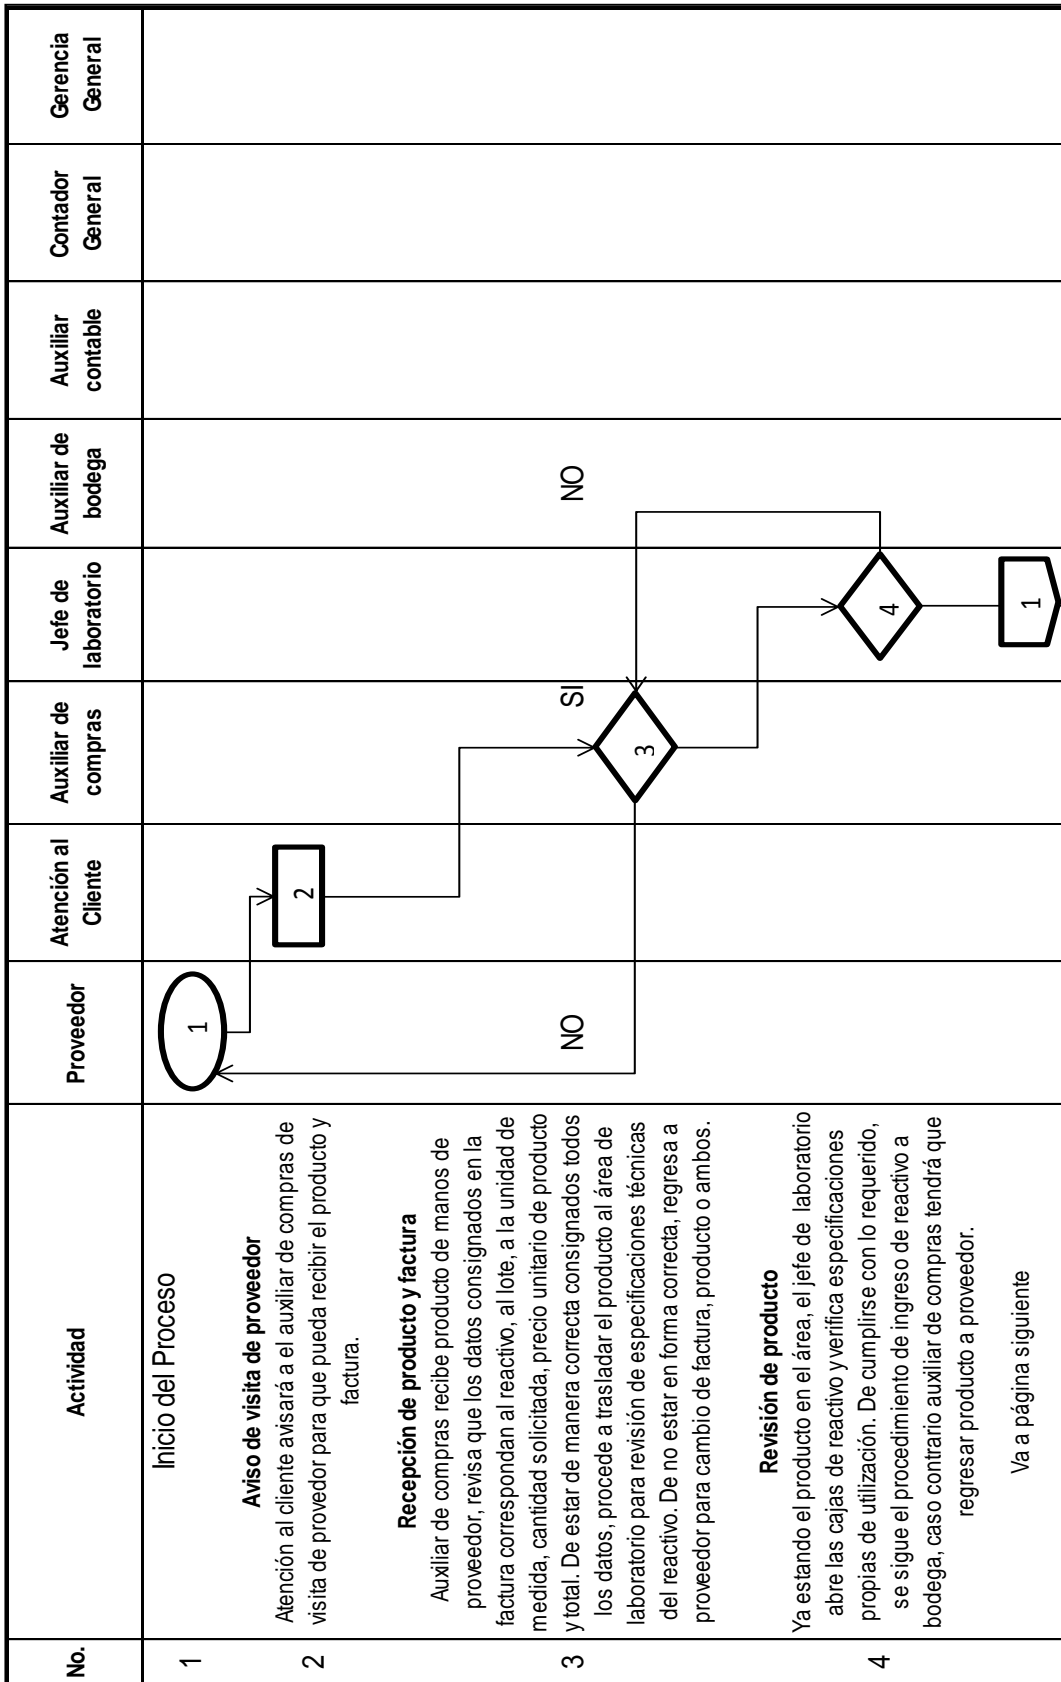 No.
Actividad
Proveedor
Atención al
Cliente
Auxiliar de
compras
Jefe de
laboratorio
Auxiliar de
bodega
Auxiliar
contable
Contador
General
Gerencia
General
1
Inicio del Proceso
1
2
Aviso de visita de proveedor
Atención al cliente avisará a el auxiliar de compras de
visita de provedor para que pueda recibir el producto y
factura.
2
3
Recepción de producto y factura
Auxiliar de compras recibe producto de manos de
proveedor, revisa que los datos consignados en la
factura correspondan al reactivo, al lote, a la unidad de
medida, cantidad solicitada, precio unitario de producto
y total. De estar de manera correcta consignados todos
los datos, procede a trasladar el producto al área de
laboratorio para revisión de especificaciones técnicas
del reactivo. De no estar en forma correcta, regresa a
proveedor para cambio de factura, producto o ambos.
NO
3
SI
NO
4
Revisión de producto
Ya estando el producto en el área, el jefe de laboratorio
abre las cajas de reactivo y verifica especificaciones
propias de utilización. De cumplirse con lo requerido,
se sigue el procedimiento de ingreso de reactivo a
bodega, caso contrario auxiliar de compras tendrá que
regresar producto a proveedor.
4
Va a página siguiente
1